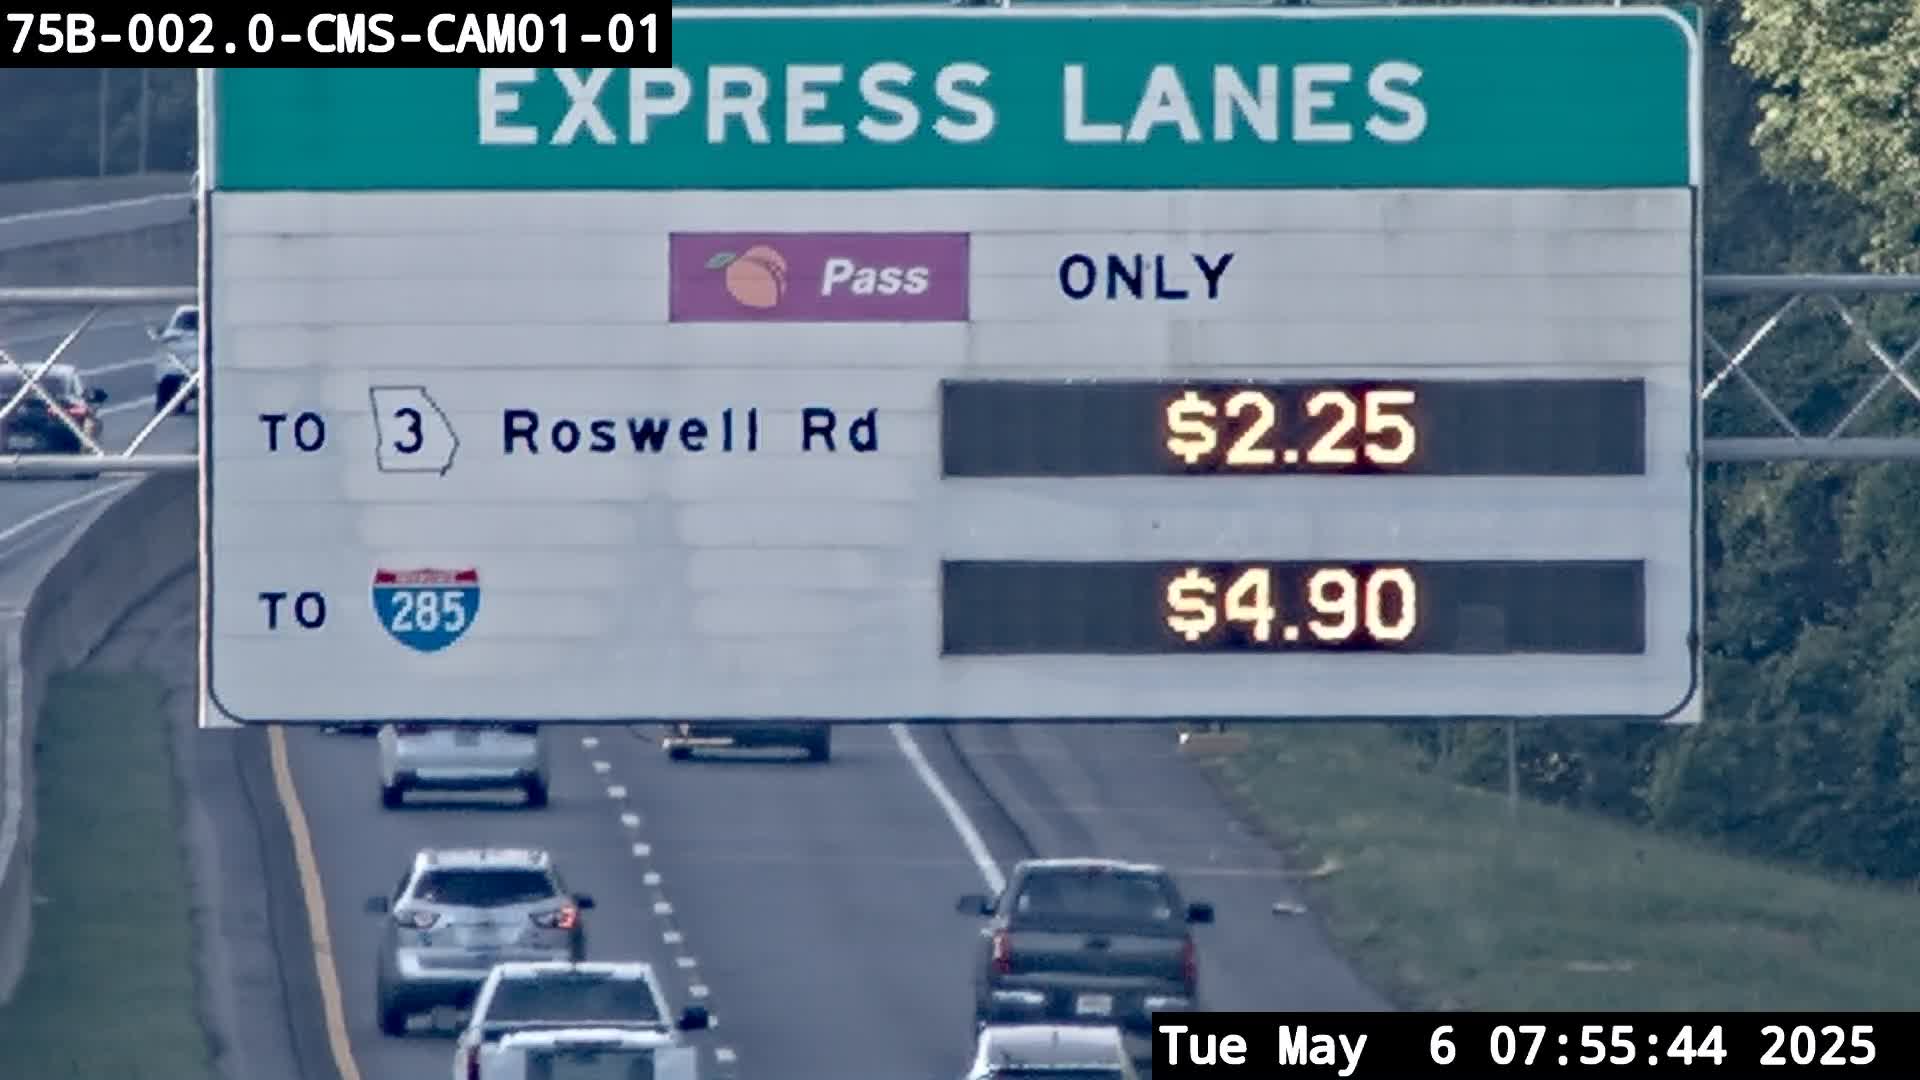 75B-002.0-CMS-CAM01-01
EXPRESS LANES
Pass ONLY
TO 3 Roswell Rd $2.25
TO 285 $4.90
Tue May 6 07:55:44 2025